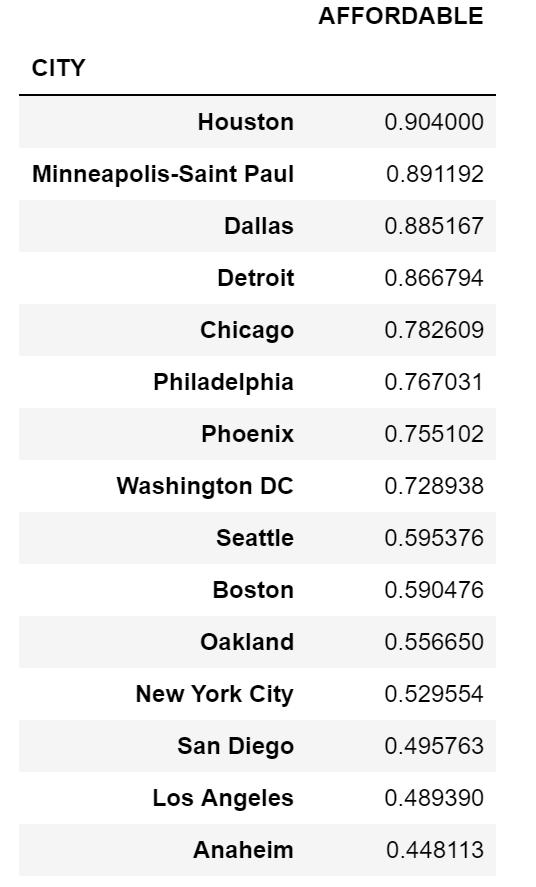 AFFORDABLE
CITY
Houston 0.904000
Minneapolis-Saint Paul 0.891192
Dallas 0.885167
Detroit 0.866794
Chicago 0.782609
Philadelphia 0.767031
Phoenix 0.755102
Washington DC 0.728938
Seattle 0.595376
Boston 0.590476
Oakland 0.556650
New York City 0.529554
San Diego 0.495763
Los Angeles 0.489390
Anaheim 0.448113